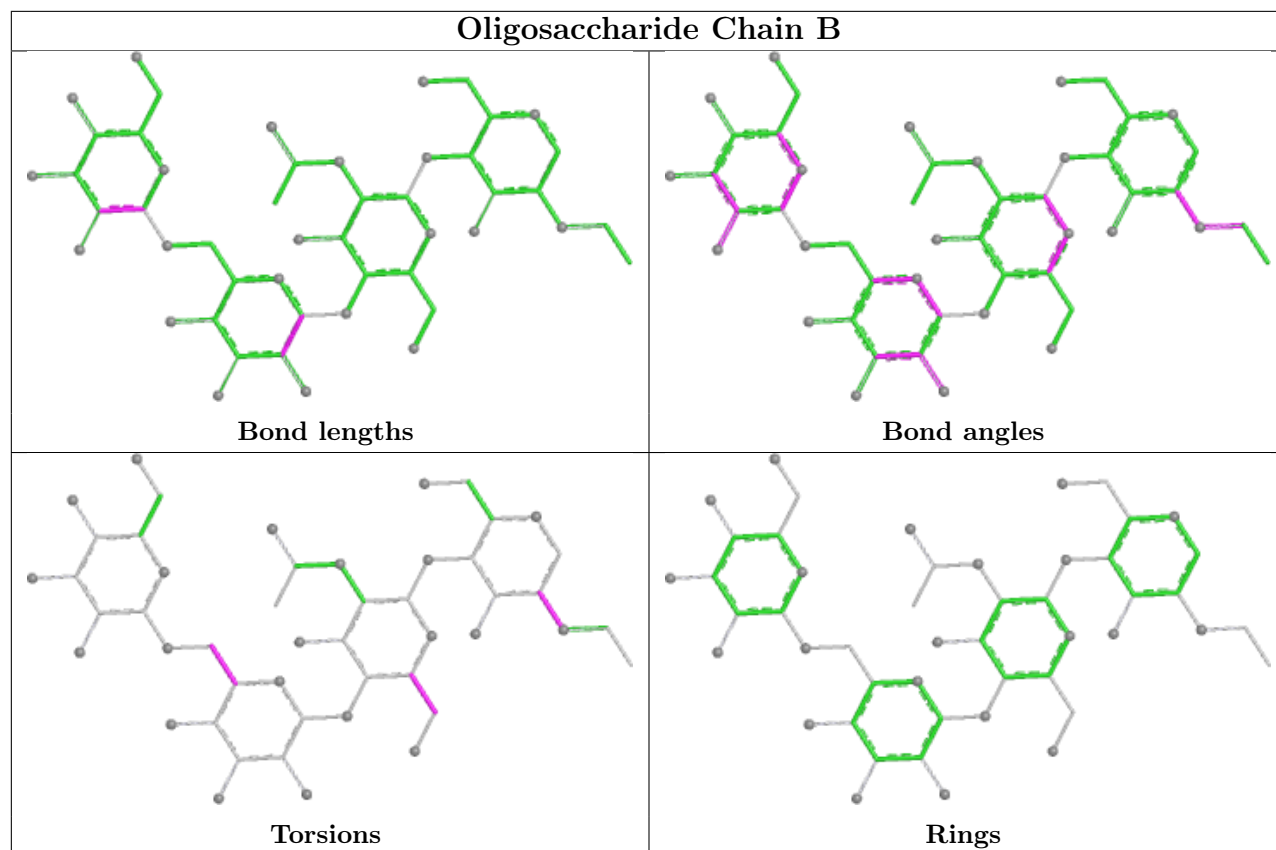 Oligosaccharide Chain B
Bond lengths
Bond angles
Torsions
Rings